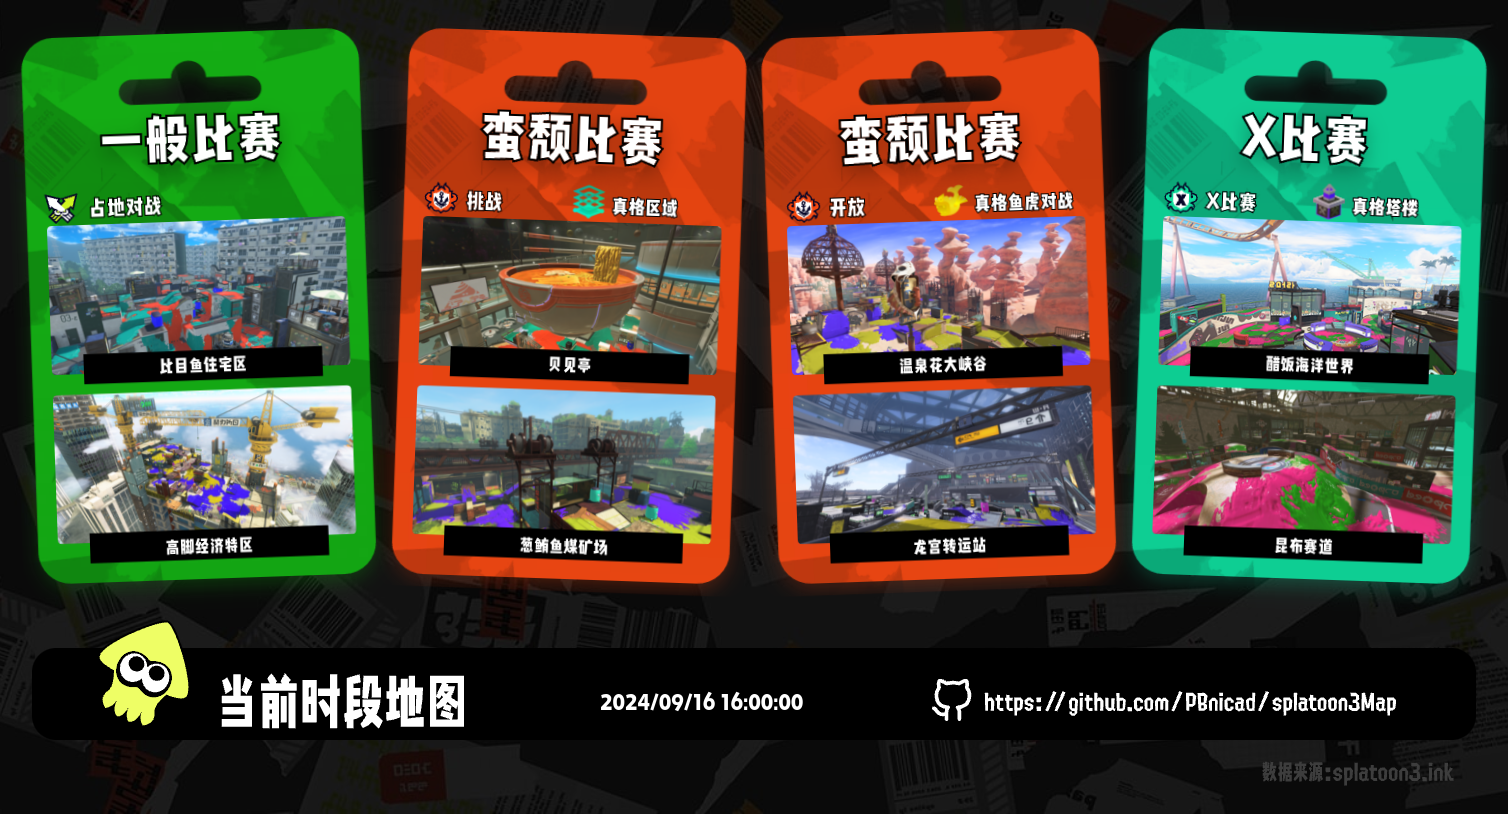 一般比赛
占地对战
比目鱼住宅区
高脚经济特区
蛮颓比赛
挑战
真格区域
贝贝亭
葱鲔鱼煤矿场
蛮颓比赛
开放
真格鱼虎对战
温泉花大峡谷
龙宫转运站
X比赛
X比赛
真格塔楼
醋饭海洋世界
昆布赛道
当前时段地图
2024/09/16 16:00:00
https://github.com/PBnicad/splatoon3Map
数据来源:splatoon3.ink